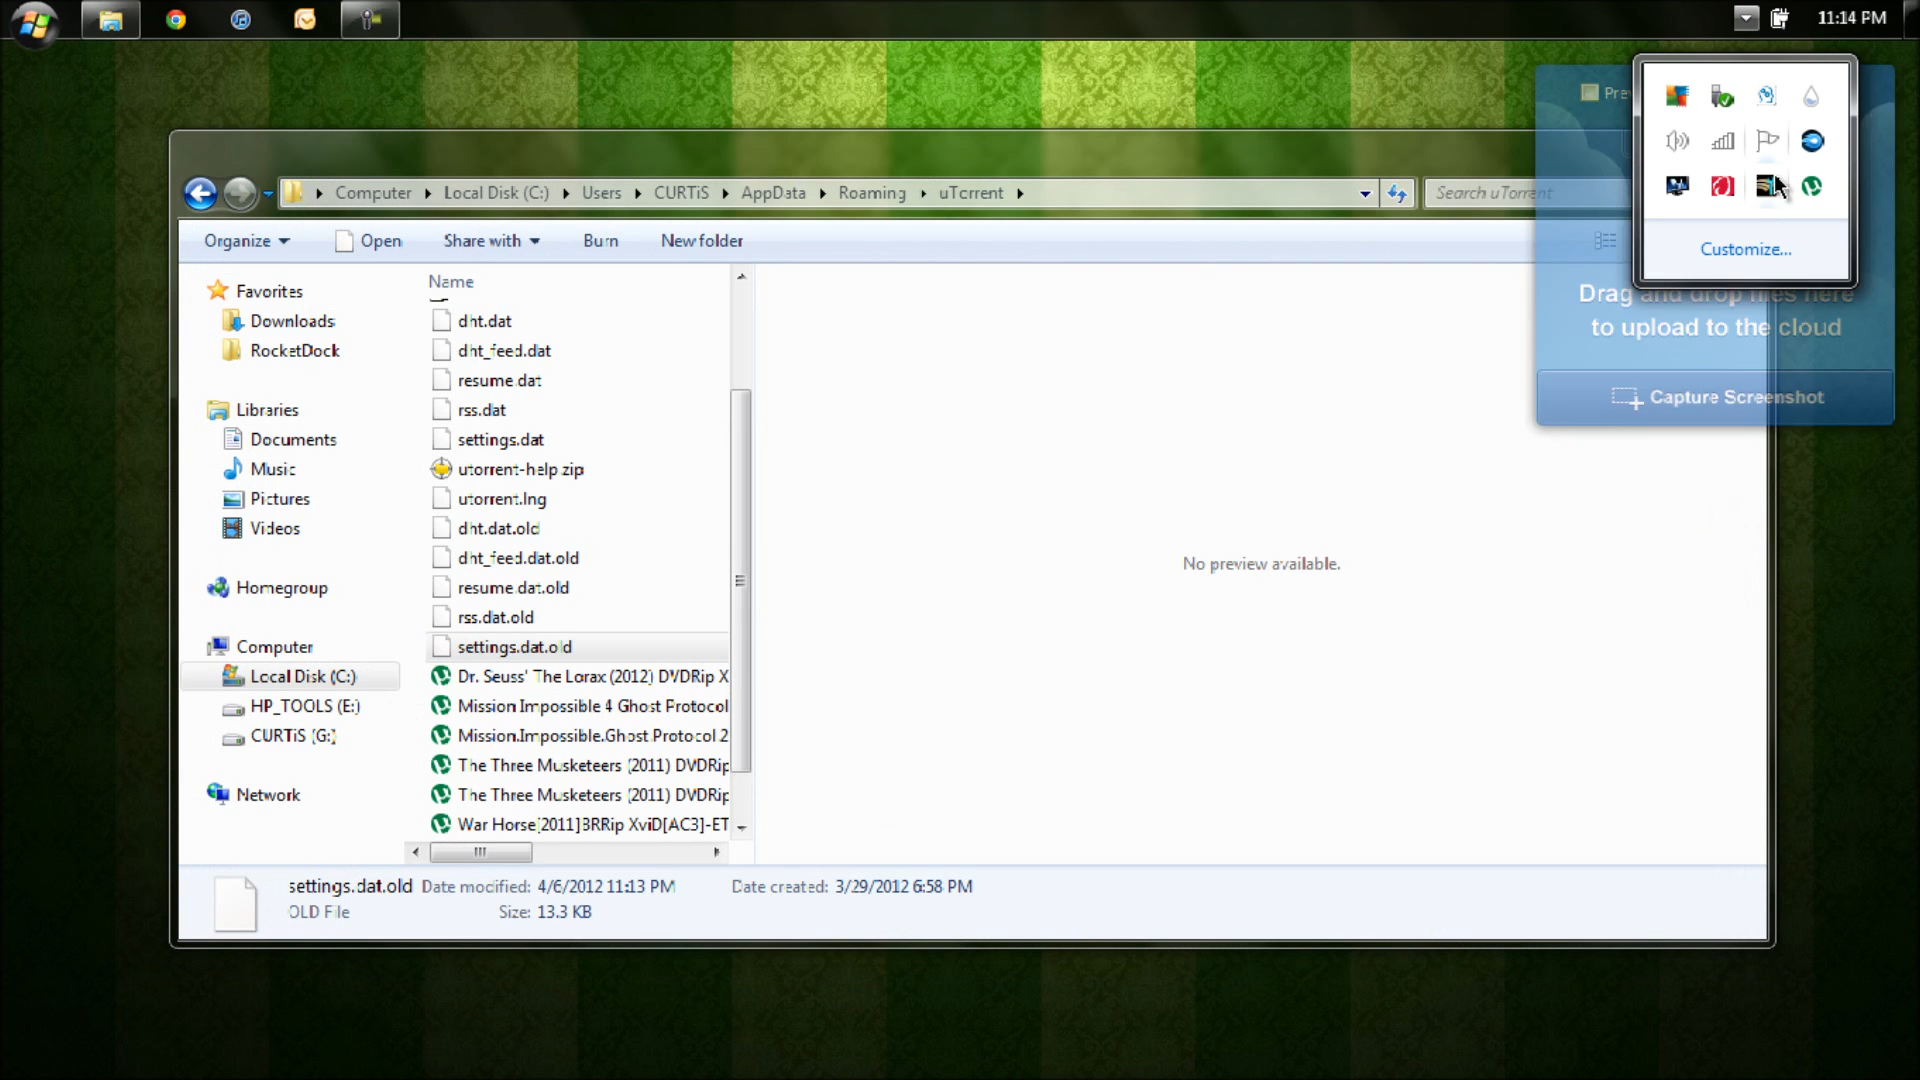 11:14 PM
Computer Local Disk (C:) Users CURTiS AppData Roaming uTorrent
Search uTorrent
Organize Open Share with Burn New folder
Customize...
Drag and drop files here
to upload to the cloud
Capture Screenshot
Favorites
Downloads
RocketDock
Libraries
Documents
Music
Pictures
Videos
Homegroup
Computer
Local Disk (C:)
HP_TOOLS (E:)
CURTiS (G:)
Network
Name
dht.dat
dht_feed.dat
resume.dat
rss.dat
settings.dat
utorrent-help.zip
utorrent.lng
dht.dat.old
dht_feed.dat.old
resume.dat.old
rss.dat.old
settings.dat.old
Dr. Seuss' The Lorax (2012) DVDRip X
Mission Impossible 4 Ghost Protocol
Mission.Impossible.Ghost Protocol 2
The Three Musketeers (2011) DVDRip
The Three Musketeers (2011) DVDRip
War Horse[2011]BRRip XviD[AC3]-ET
No preview available.
settings.dat.old Date modified: 4/6/2012 11:13 PM Date created: 3/29/2012 6:58 PM
OLD File Size: 13.3 KB